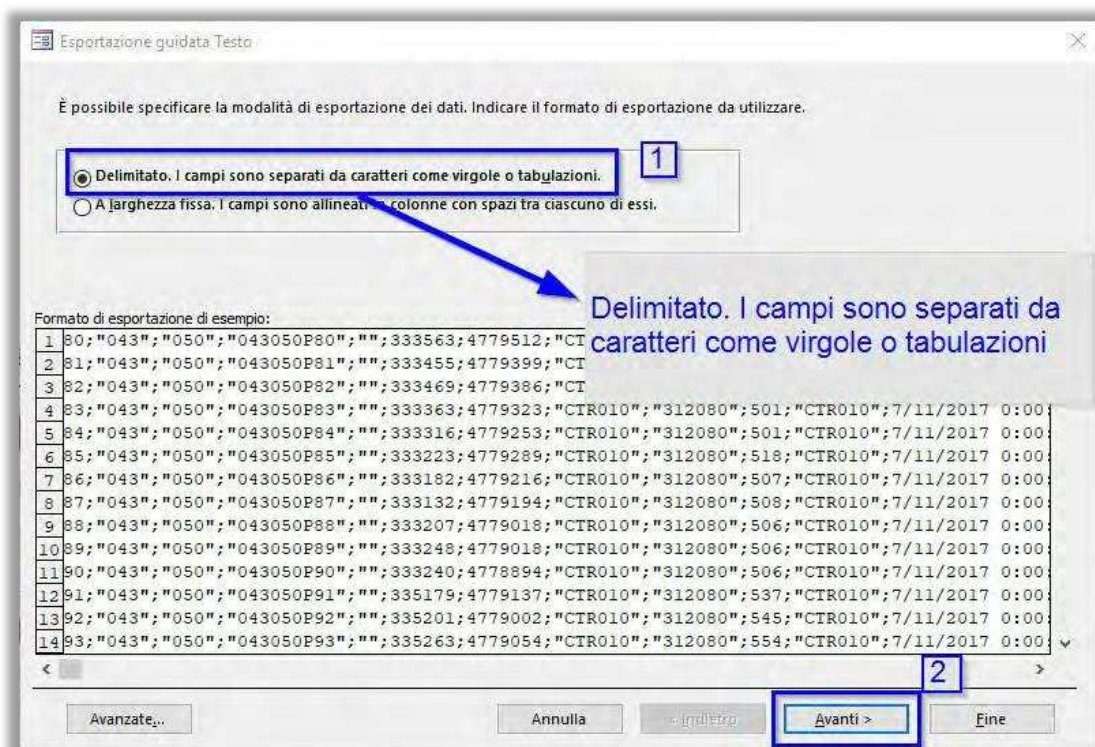 Esportazione guidata Testo
È possibile specificare la modalità di esportazione dei dati. Indicare il formato di esportazione da utilizzare.
1
Delimitato. I campi sono separati da caratteri come virgole o tabulazioni.
A larghezza fissa. I campi sono allineati in colonne con spazi tra ciascuno di essi.
Delimitato. I campi sono separati da
caratteri come virgole o tabulazioni
Formato di esportazione di esempio:
1 80;"043";"050";"043050P80";"";333563;4779512;"CT
2 81;"043";"050";"043050P81";"";333455;4779399;"CT
3 82;"043";"050";"043050P82";"";333469;4779386;"CT
4 83;"043";"050";"043050P83";"";333363;4779323;"CTR010";"312080";501;"CTR010";7/11/2017 0:00:
5 84;"043";"050";"043050P84";"";333316;4779253;"CTR010";"312080";501;"CTR010";7/11/2017 0:00:
6 85;"043";"050";"043050P85";"";333223;4779289;"CTR010";"312080";518;"CTR010";7/11/2017 0:00:
7 86;"043";"050";"043050P86";"";333182;4779216;"CTR010";"312080";507;"CTR010";7/11/2017 0:00:
8 87;"043";"050";"043050P87";"";333132;4779194;"CTR010";"312080";508;"CTR010";7/11/2017 0:00:
9 88;"043";"050";"043050P88";"";333207;4779018;"CTR010";"312080";506;"CTR010";7/11/2017 0:00:
10 89;"043";"050";"043050P89";"";333248;4779018;"CTR010";"312080";506;"CTR010";7/11/2017 0:00:
11 90;"043";"050";"043050P90";"";333240;4778894;"CTR010";"312080";506;"CTR010";7/11/2017 0:00:
12 91;"043";"050";"043050P91";"";335179;4779137;"CTR010";"312080";537;"CTR010";7/11/2017 0:00:
13 92;"043";"050";"043050P92";"";335201;4779002;"CTR010";"312080";545;"CTR010";7/11/2017 0:00:
14 93;"043";"050";"043050P93";"";335263;4779054;"CTR010";"312080";554;"CTR010";7/11/2017 0:00:
2
Avanzate... Annulla < Indietro Avanti > Fine